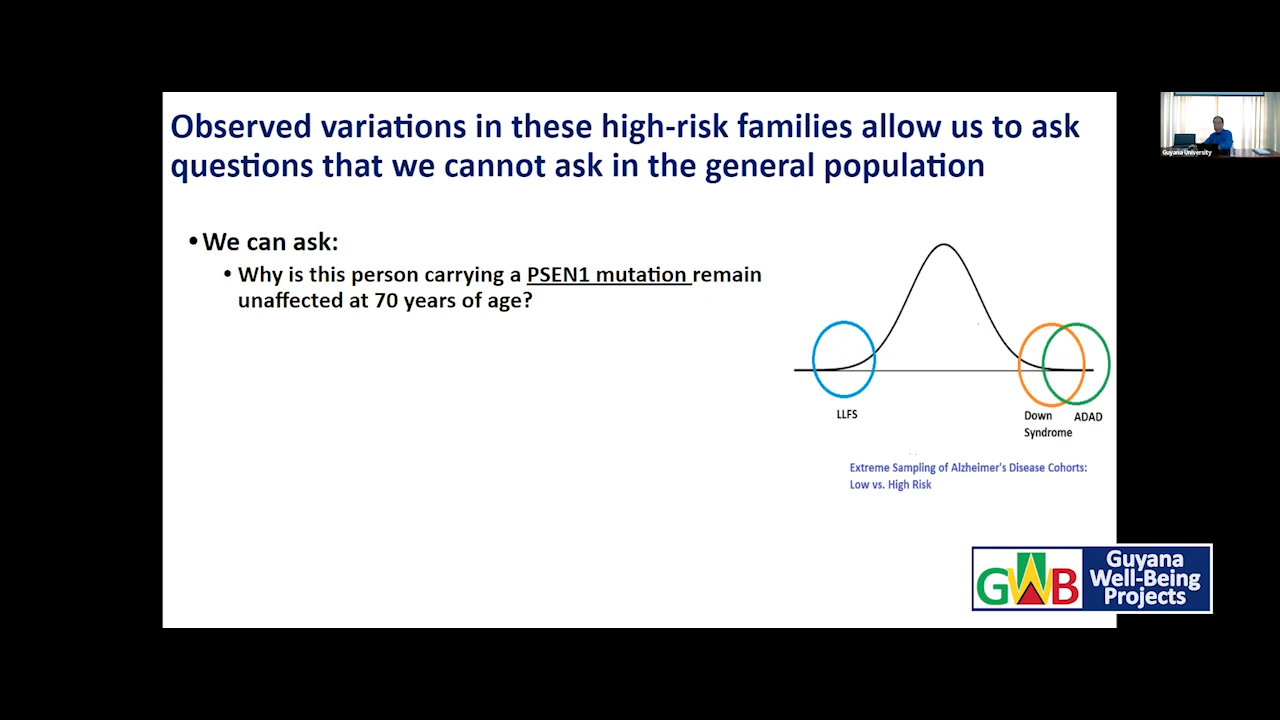 Observed variations in these high-risk families allow us to ask
questions that we cannot ask in the general population
• We can ask:
• Why is this person carrying a PSEN1 mutation remain
unaffected at 70 years of age?
LLFS
Down
Syndrome
ADAD
Extreme Sampling of Alzheimer's Disease Cohorts:
Low vs. High Risk
GWB
Guyana
Well-Being
Projects
Guyana University